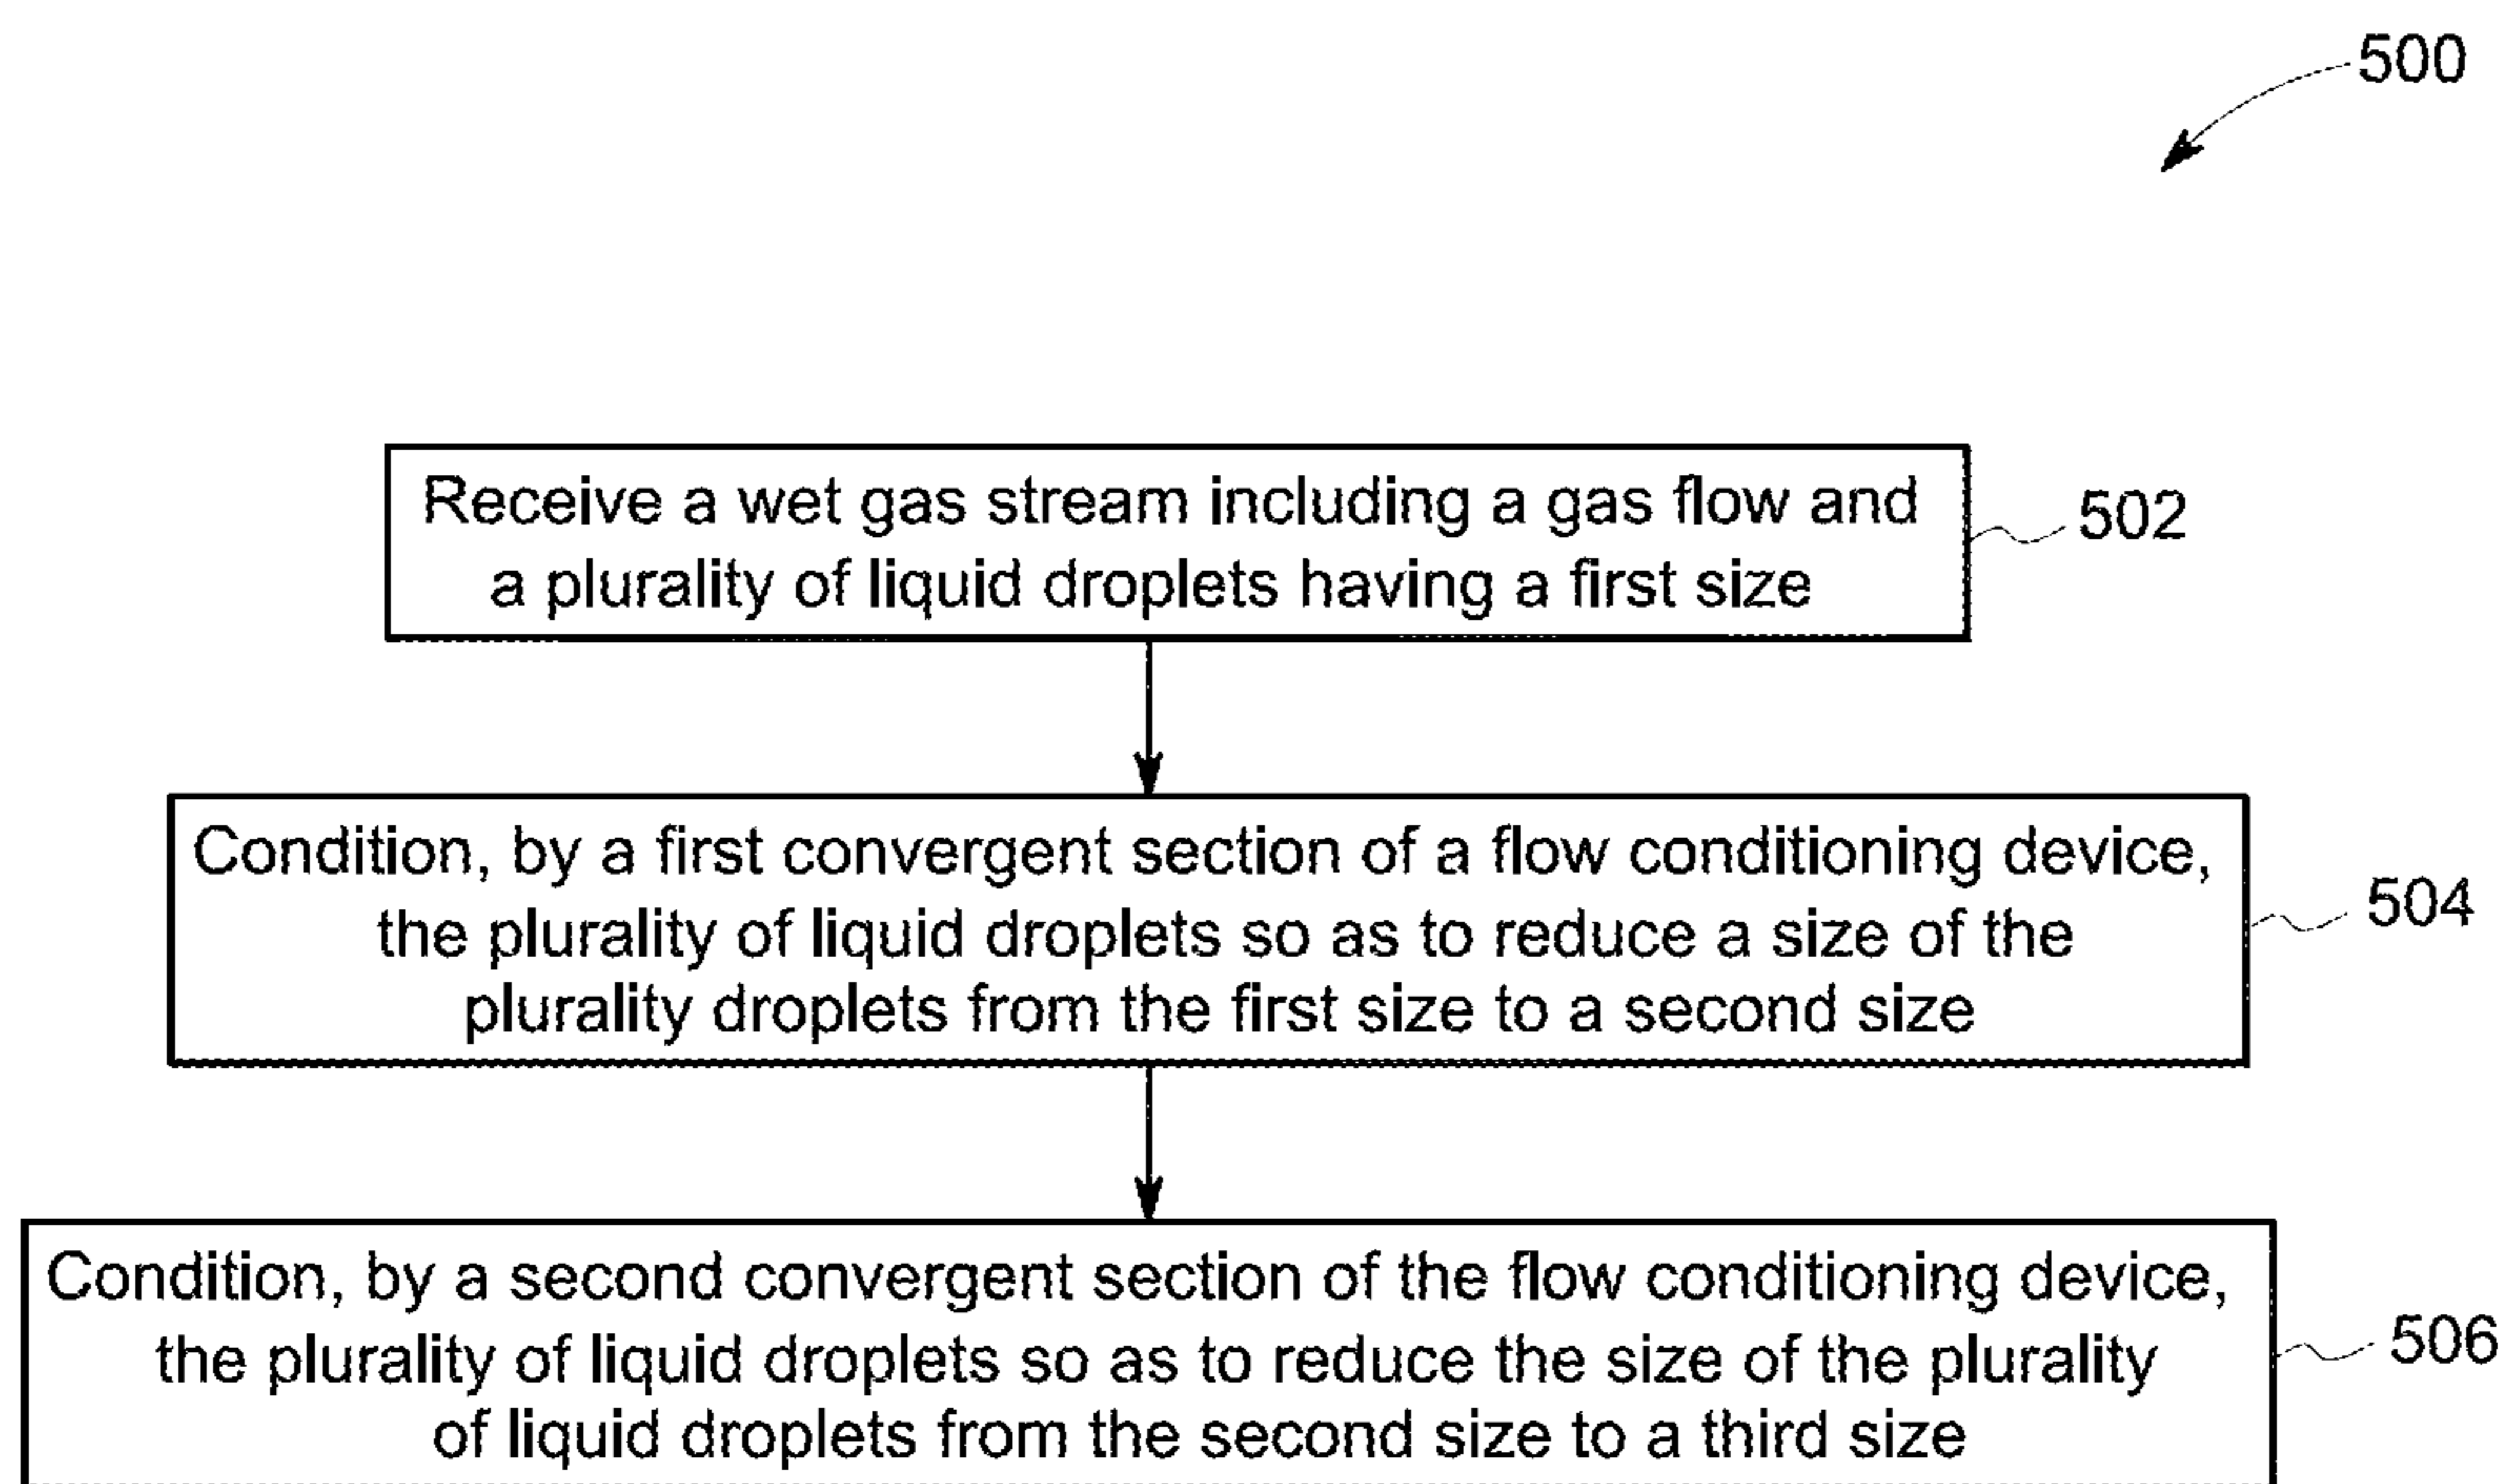 500
Receive a wet gas stream including a gas flow and
a plurality of liquid droplets having a first size
502
Condition, by a first convergent section of a flow conditioning device,
the plurality of liquid droplets so as to reduce a size of the
plurality droplets from the first size to a second size
504
Condition, by a second convergent section of the flow conditioning device,
the plurality of liquid droplets so as to reduce the size of the plurality
of liquid droplets from the second size to a third size
506